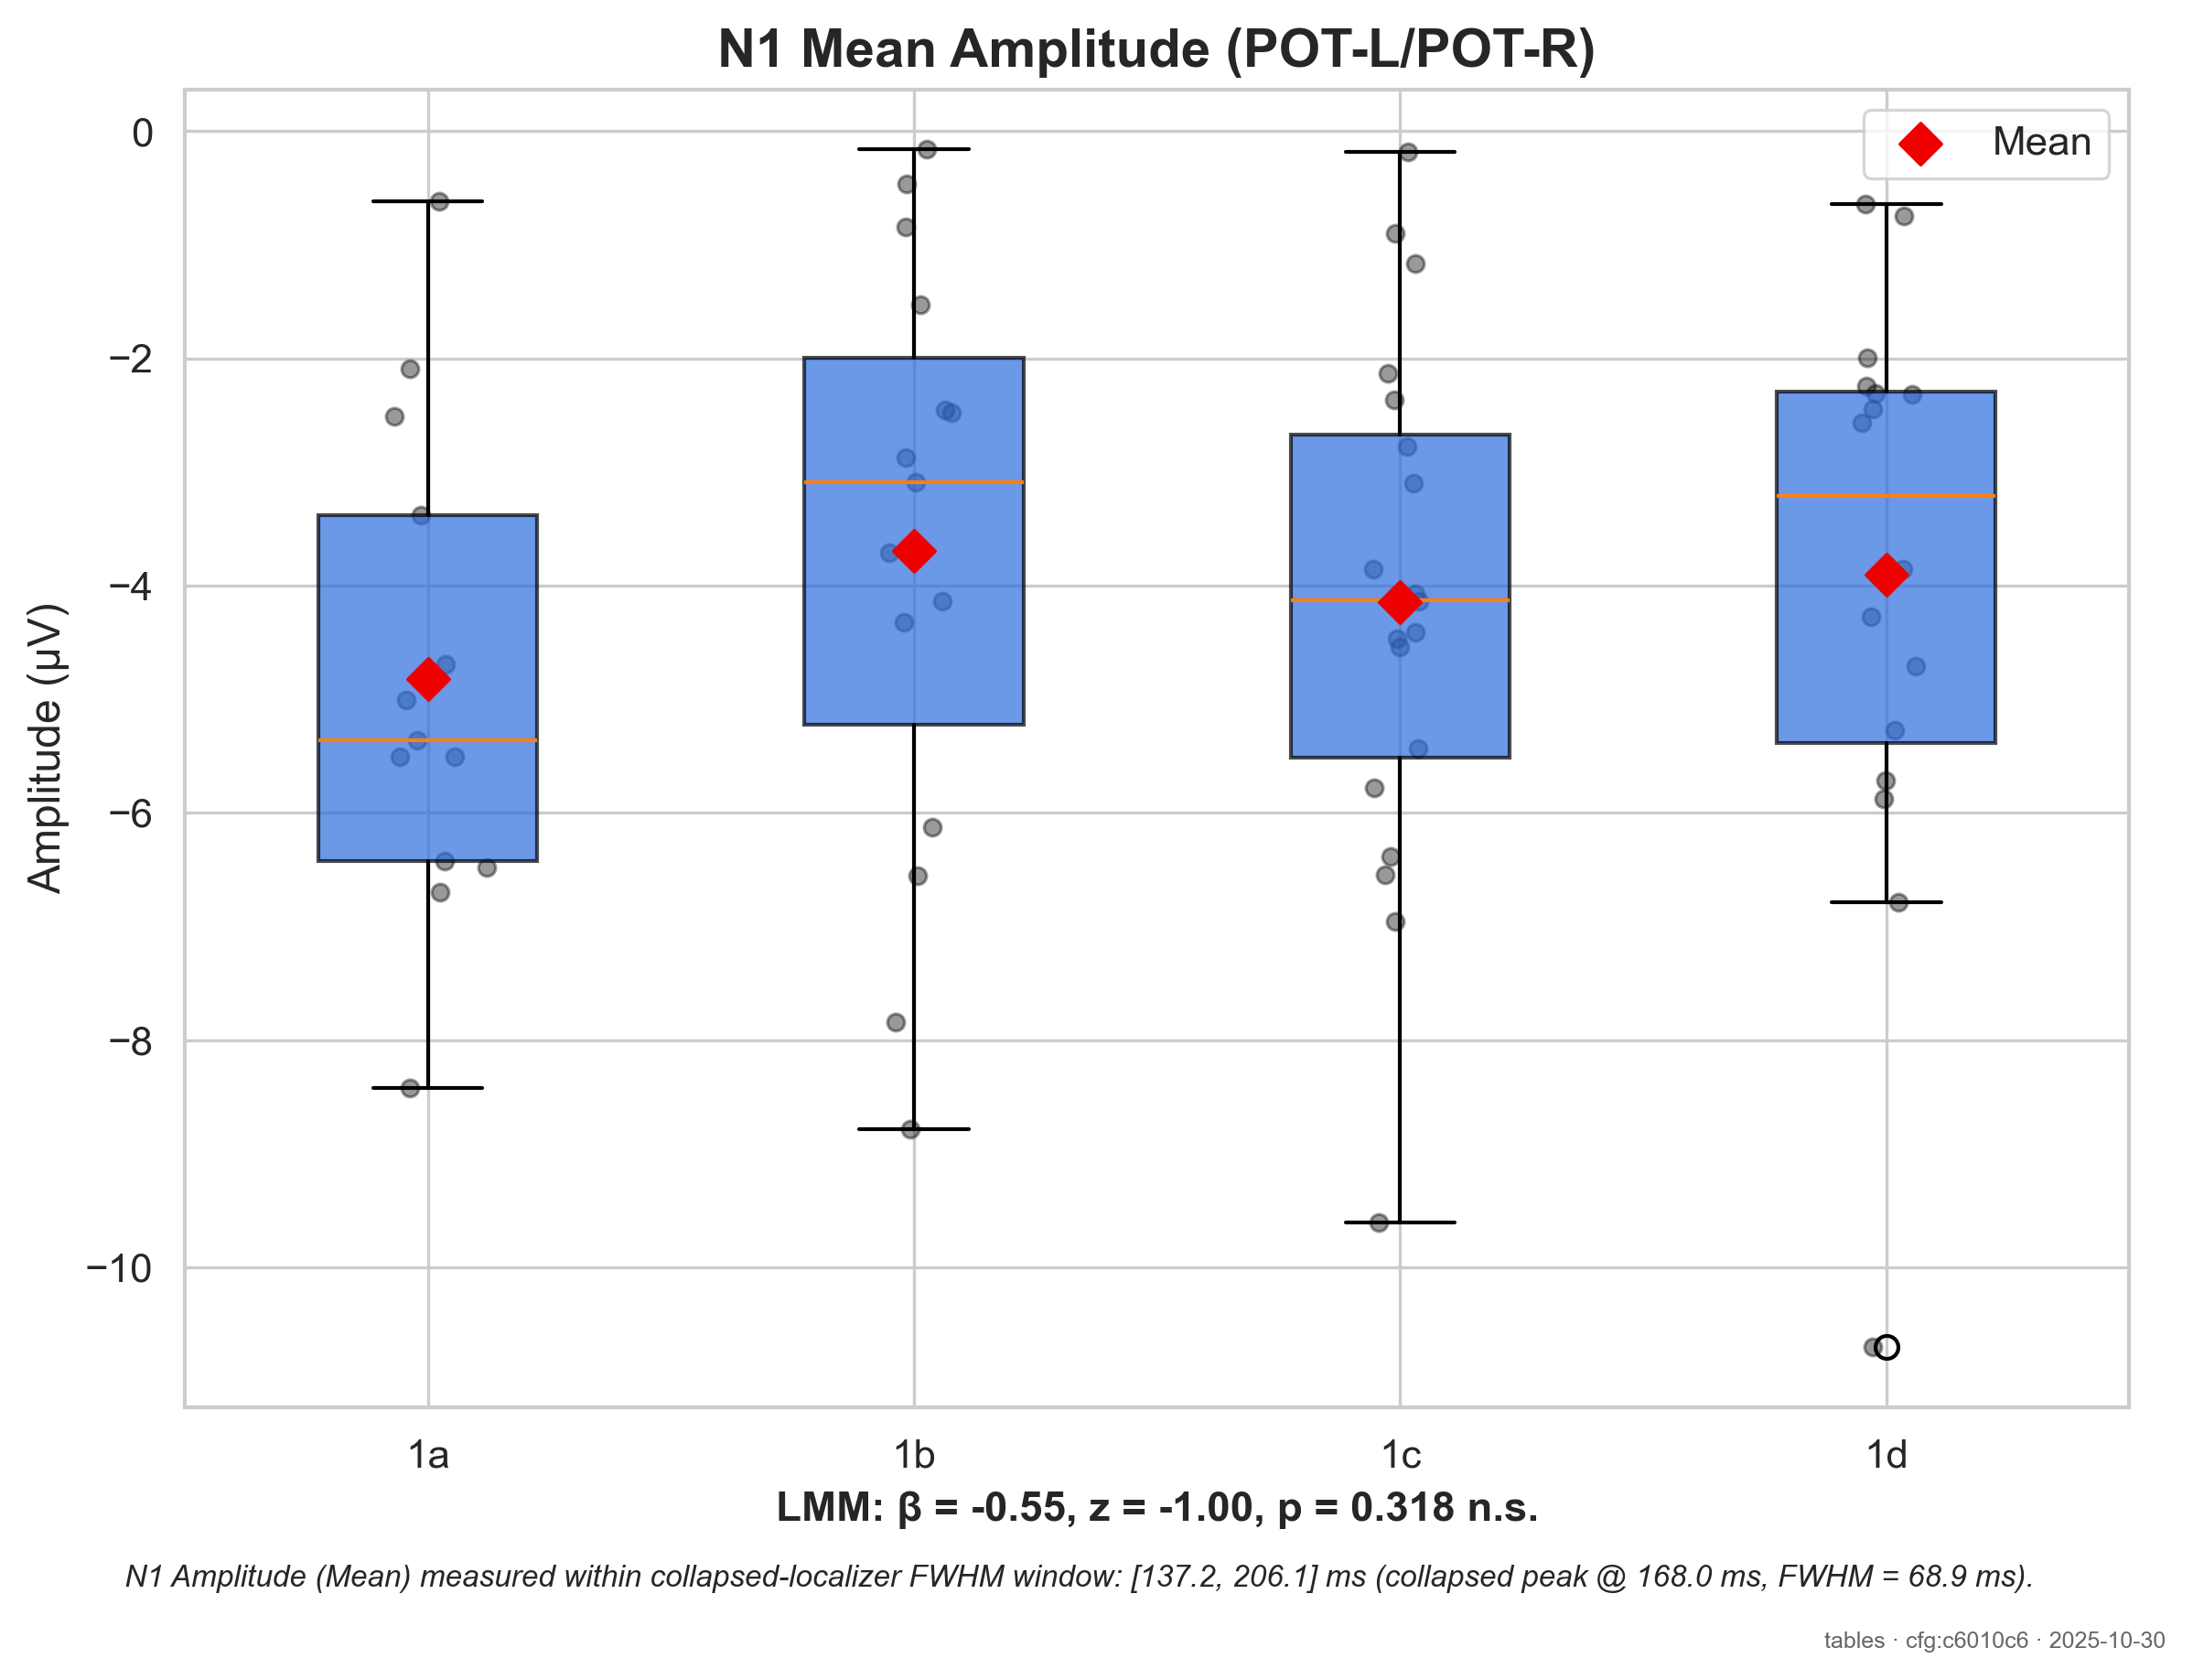 N1 Mean Amplitude (POT-L/POT-R)
Mean
0
−2
−4
−6
−8
−10
Amplitude (µV)
1a 1b 1c 1d
LMM: β = -0.55, z = -1.00, p = 0.318 n.s.
N1 Amplitude (Mean) measured within collapsed-localizer FWHM window: [137.2, 206.1] ms (collapsed peak @ 168.0 ms, FWHM = 68.9 ms).
tables · cfg:c6010c6 · 2025-10-30